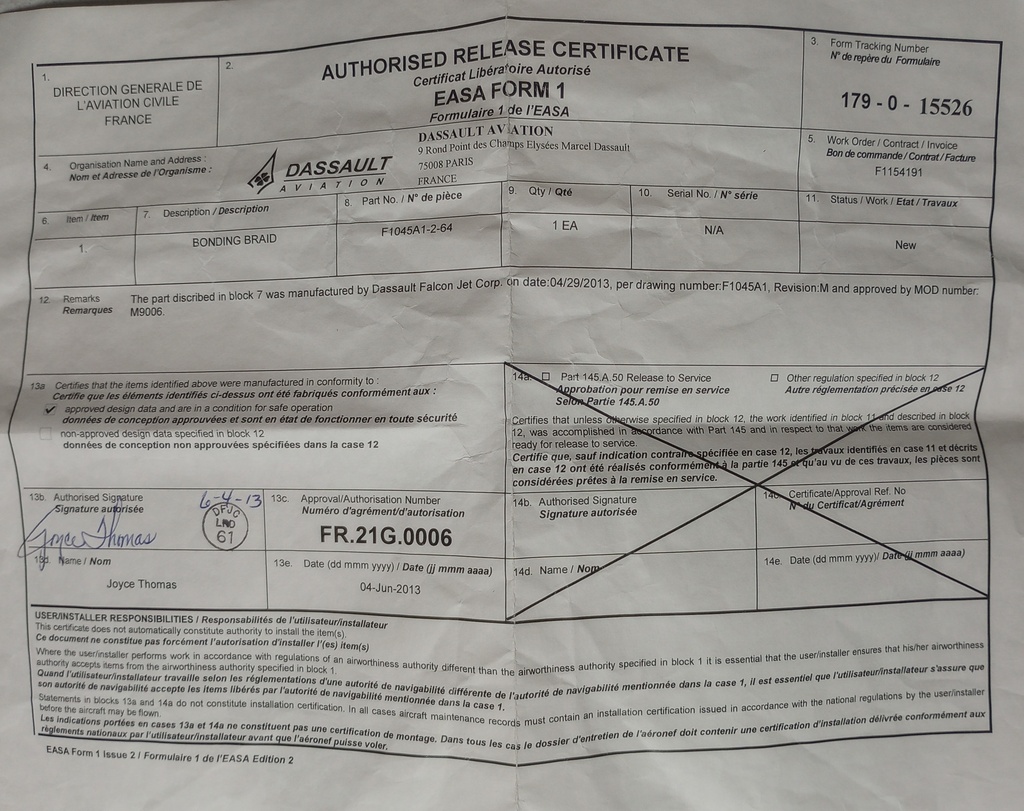 1.
DIRECTION GENERALE DE
L'AVIATION CIVILE
FRANCE
2.
AUTHORISED RELEASE CERTIFICATE
Certificat Libératoire Autorisé
EASA FORM 1
Formulaire 1 de l'EASA
3. Form Tracking Number
N° de repère du Formulaire
179 - 0 - 15526
4. Organisation Name and Address :
Nom et Adresse de l'Organisme :
DASSAULT
AVIATION
DASSAULT AVIATION
9 Rond Point des Champs Elysées Marcel Dassault
75008 PARIS
FRANCE
5. Work Order / Contract / Invoice
Bon de commande / Contrat / Facture
F1154191
6. Item / Item
7. Description / Description
8. Part No. / N° de pièce
9. Qty / Qté
10. Serial No. / N° série
11. Status / Work / Etat / Travaux
1.
BONDING BRAID
F1045A1-2-64
1 EA
N/A
New
12. Remarks
Remarques
The part discribed in block 7 was manufactured by Dassault Falcon Jet Corp. on date:04/29/2013, per drawing number:F1045A1, Revision:M and approved by MOD number:
M9006.
13a Certifies that the items identified above were manufactured in conformity to :
Certifie que les éléments identifiés ci-dessus ont été fabriqués conformément aux :
✓ approved design data and are in a condition for safe operation
données de conception approuvées et sont en état de fonctionner en toute sécurité
non-approved design data specified in block 12
données de conception non approuvées spécifiées dans la case 12
14a. □ Part 145.A.50 Release to Service
Approbation pour remise en service
Selon Partie 145.A.50
□ Other regulation specified in block 12
Autre réglementation précisée en case 12
Certifies that unless otherwise specified in block 12, the work identified in block 11 and described in block
12, was accomplished in accordance with Part 145 and in respect to that work the items are considered
ready for release to service.
Certifie que, sauf indication contraire spécifiée en case 12, les travaux identifiés en case 11 et décrits
en case 12 ont été réalisés conformément à la partie 145 et qu'au vu de ces travaux, les pièces sont
considérées prêtes à la remise en service.
13b. Authorised Signature
Signature autorisée
Joyce Thomas
6-4-13
DFJC
LRD
61
13c. Approval/Authorisation Number
Numéro d'agrément/d'autorisation
FR.21G.0006
14b. Authorised Signature
Signature autorisée
14c. Certificate/Approval Ref. No
N° du Certificat/Agrément
13d. Name / Nom
Joyce Thomas
13e. Date (dd mmm yyyy) / Date (jj mmm aaaa)
04-Jun-2013
14d. Name / Nom
14e. Date (dd mmm yyyy)/ Date (jj mmm aaaa)
USER/INSTALLER RESPONSIBILITIES / Responsabilités de l'utilisateur/installateur
This certificate does not automatically constitute authority to install the item(s).
Ce document ne constitue pas forcément l'autorisation d'installer l'(es) item(s)
Where the user/installer performs work in accordance with regulations of an airworthiness authority different than the airworthiness authority specified in block 1 it is essential that the user/installer ensures that his/her airworthiness
authority accepts items from the airworthiness authority specified in block 1.
Quand l'utilisateur/installateur travaille selon les réglementations d'une autorité de navigabilité différente de l'autorité de navigabilité mentionnée dans la case 1, il est essentiel que l'utilisateur/installateur s'assure que
son autorité de navigabilité accepte les items libérés par l'autorité de navigabilité mentionnée dans la case 1.
Statements in blocks 13a and 14a do not constitute installation certification. In all cases aircraft maintenance records must contain an installation certification issued in accordance with the national regulations by the user/installer
before the aircraft may be flown.
Les indications portées en cases 13a et 14a ne constituent pas une certification de montage. Dans tous les cas le dossier d'entretien de l'aéronef doit contenir une certification d'installation délivrée conformément aux
règlements nationaux par l'utilisateur/installateur avant que l'aéronef puisse voler.
EASA Form 1 Issue 2 / Formulaire 1 de l'EASA Edition 2